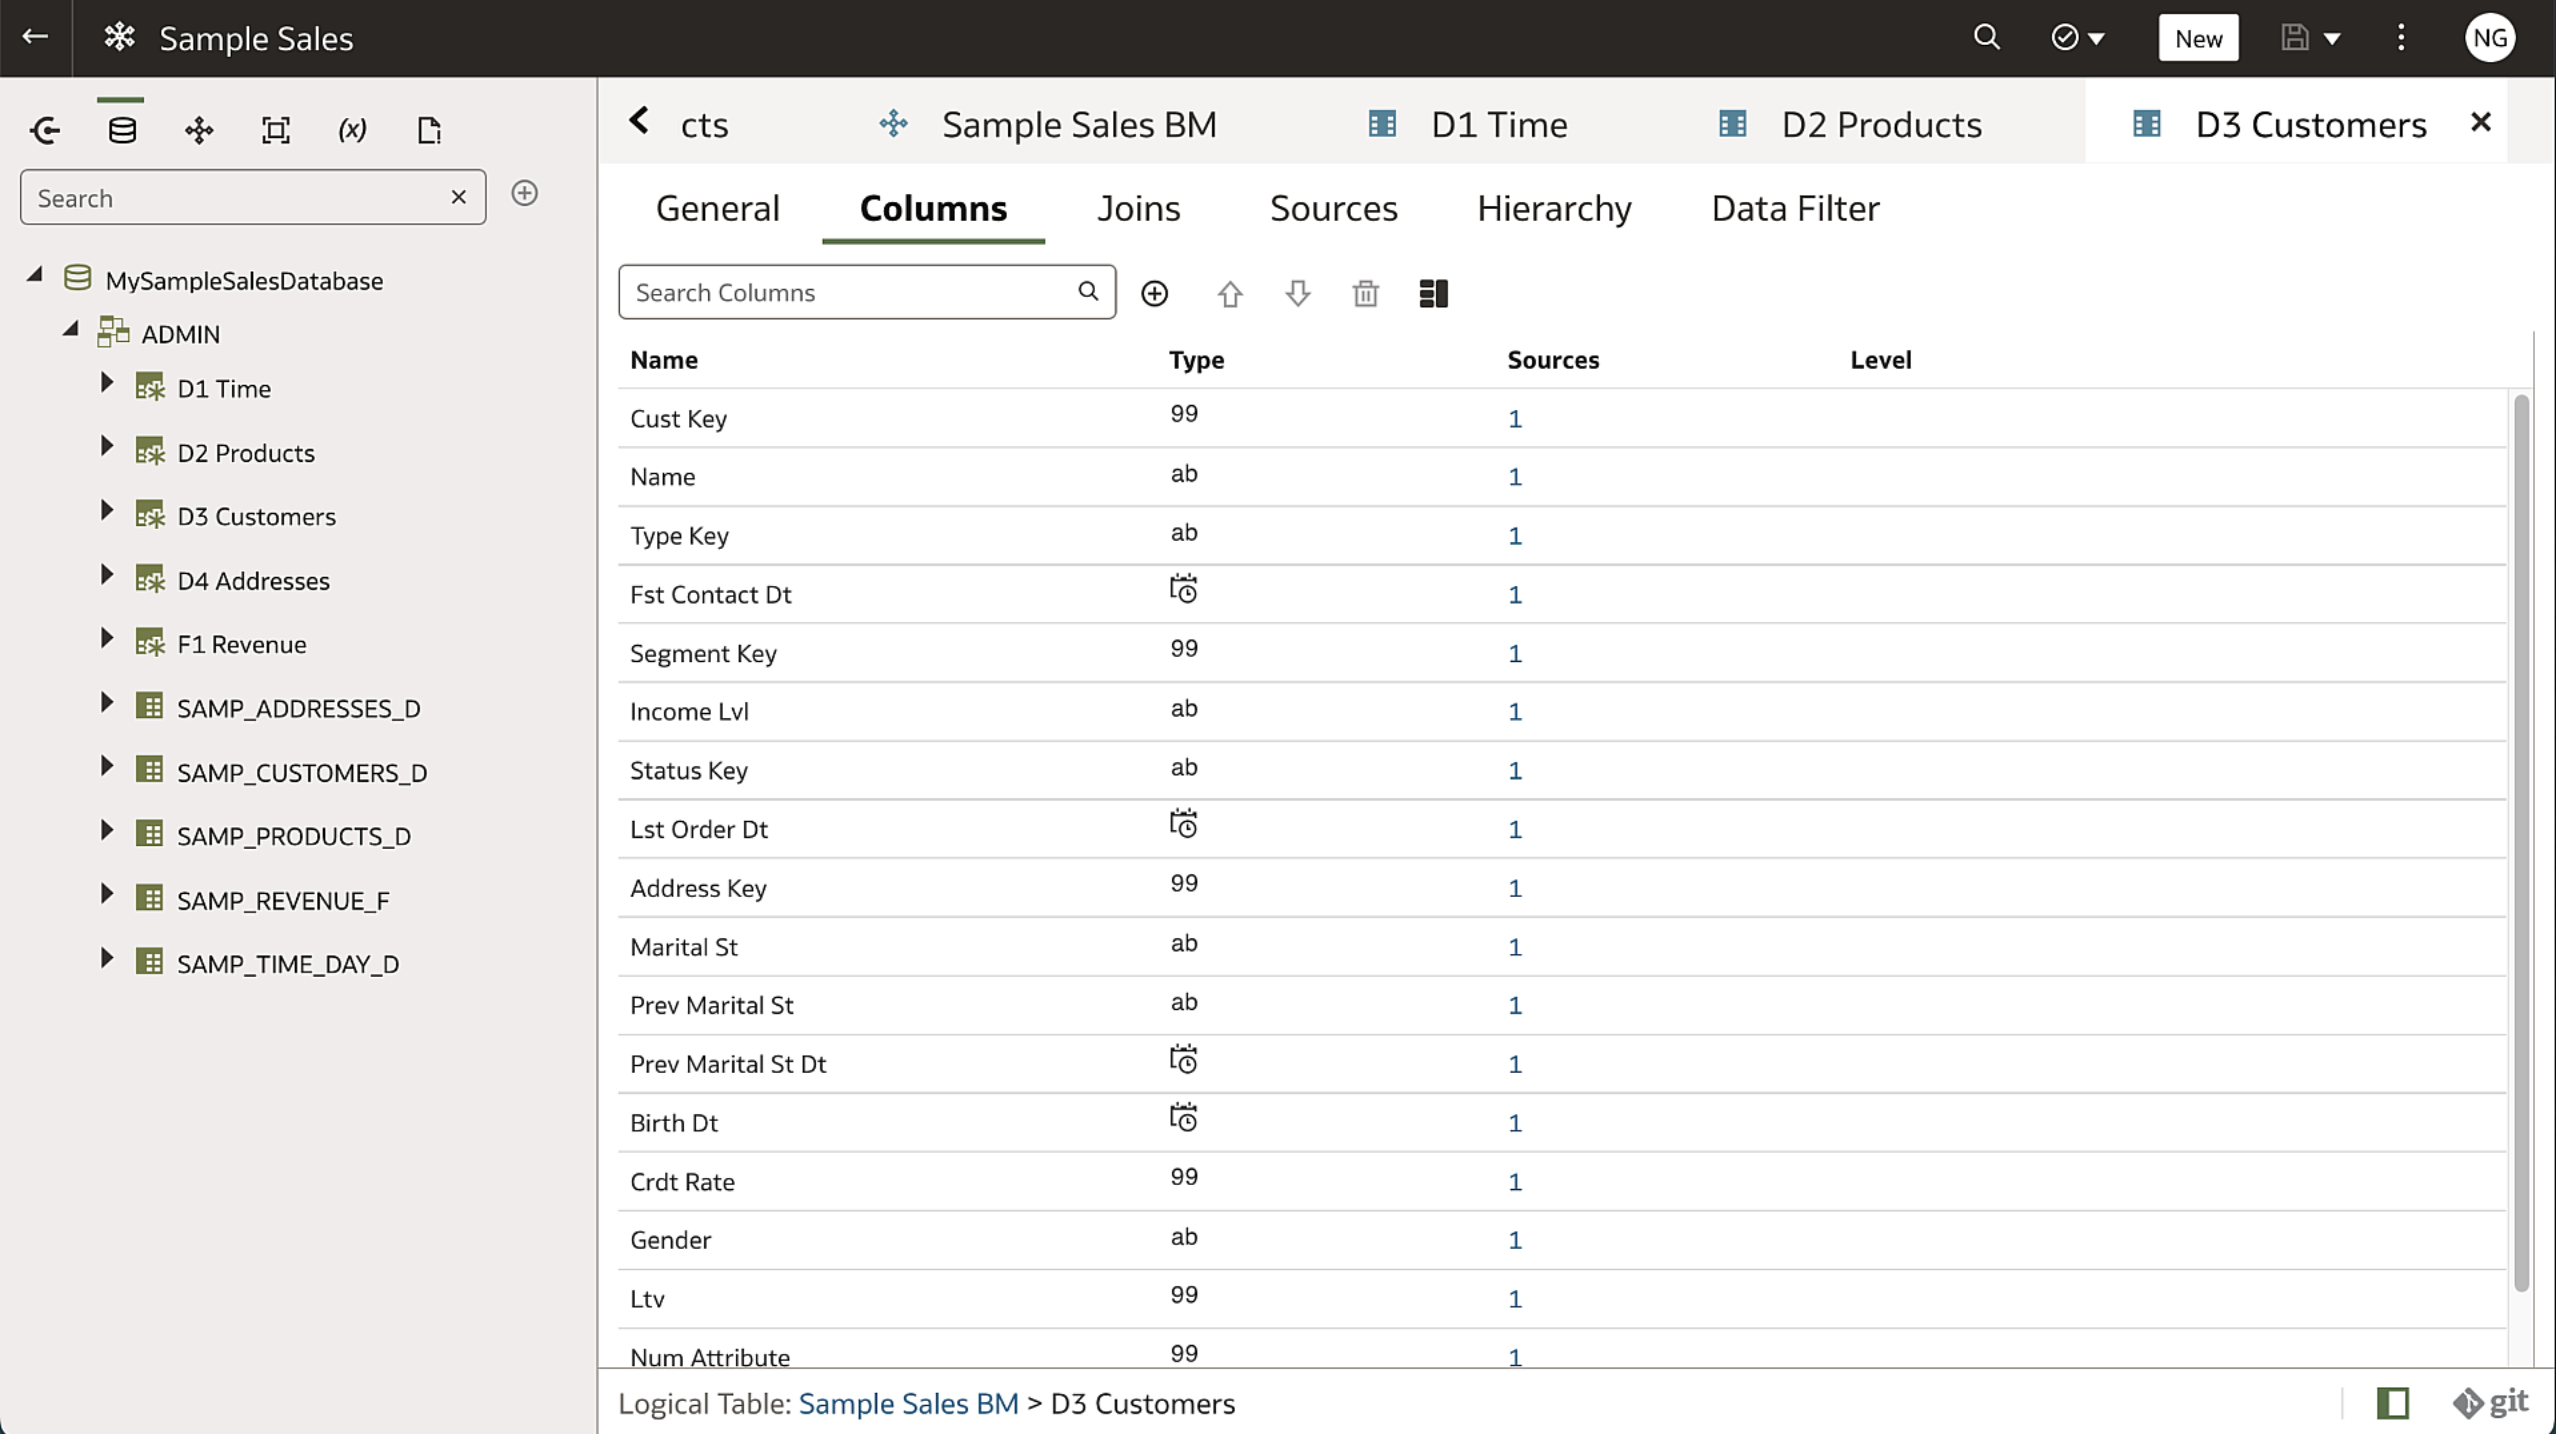 Sample Sales
New
NG
cts
Sample Sales BM
D1 Time
D2 Products
D3 Customers
(x)
Search
General
Columns
Joins
Sources
Hierarchy
Data Filter
Search Columns
MySampleSalesDatabase
ADMIN
D1 Time
D2 Products
D3 Customers
D4 Addresses
F1 Revenue
SAMP_ADDRESSES_D
SAMP_CUSTOMERS_D
SAMP_PRODUCTS_D
SAMP_REVENUE_F
SAMP_TIME_DAY_D
Name Type Sources Level
Cust Key 99 1
Name ab 1
Type Key ab 1
Fst Contact Dt 1
Segment Key 99 1
Income Lvl ab 1
Status Key ab 1
Lst Order Dt 1
Address Key 99 1
Marital St ab 1
Prev Marital St ab 1
Prev Marital St Dt 1
Birth Dt 1
Crdt Rate 99 1
Gender ab 1
Ltv 99 1
Num Attribute 99 1
Logical Table: Sample Sales BM > D3 Customers
git